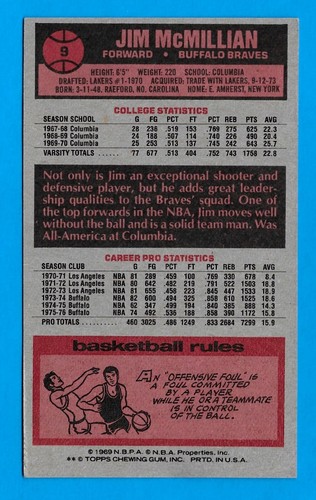 9
JIM McMILLIAN
FORWARD • BUFFALO BRAVES
HEIGHT: 6'5" WEIGHT: 220 SCHOOL: COLUMBIA
DRAFTED: LAKERS #1-1970 ACQUIRED: TRADE WITH LAKERS, 9-12-73
BORN: 3-11-48, RAEFORD, NO. CAROLINA HOME: E. AMHERST, NEW YORK
COLLEGE STATISTICS
SEASON SCHOOL G FG PCT FT PCT REB PTS AVG
1967-68 Columbia 28 236 .519 153 .769 275 625 22.3
1968-69 Columbia 24 188 .507 114 .740 226 490 20.4
1969-70 Columbia 25 253 .510 137 .745 242 643 25.7
VARSITY TOTALS 77 677 .513 404 .752 743 1758 22.8
Not only is Jim an exceptional shooter and
defensive player, but he adds great leader-
ship qualities to the Braves' squad. One of
the top forwards in the NBA, Jim moves well
without the ball and is a solid team man. Was
All-America at Columbia.
CAREER PRO STATISTICS
SEASON CLUB G FG PCT FT PCT REB PTS AVG
1970-71 Los Angeles NBA 81 289 .459 100 .769 330 678 8.4
1971-72 Los Angeles NBA 80 642 .482 219 .791 522 1503 18.8
1972-73 Los Angeles NBA 81 655 .458 223 .845 447 1533 18.9
1973-74 Buffalo NBA 82 600 .494 325 .858 610 1525 18.6
1974-75 Buffalo NBA 62 347 .499 194 .840 385 888 14.3
1975-76 Buffalo NBA 74 492 .536 188 .858 390 1172 15.8
PRO TOTALS 460 3025 .486 1249 .833 2684 7299 15.9
basketball rules
AN "OFFENSIVE FOUL" IS
A FOUL COMMITTED
BY A PLAYER
WHILE HE OR A TEAMMATE
IS IN CONTROL
OF THE BALL.
© 1969 N.B.P.A. © N.B.A. Properties, Inc.
** © TOPPS CHEWING GUM, INC. PRTD. IN U.S.A.